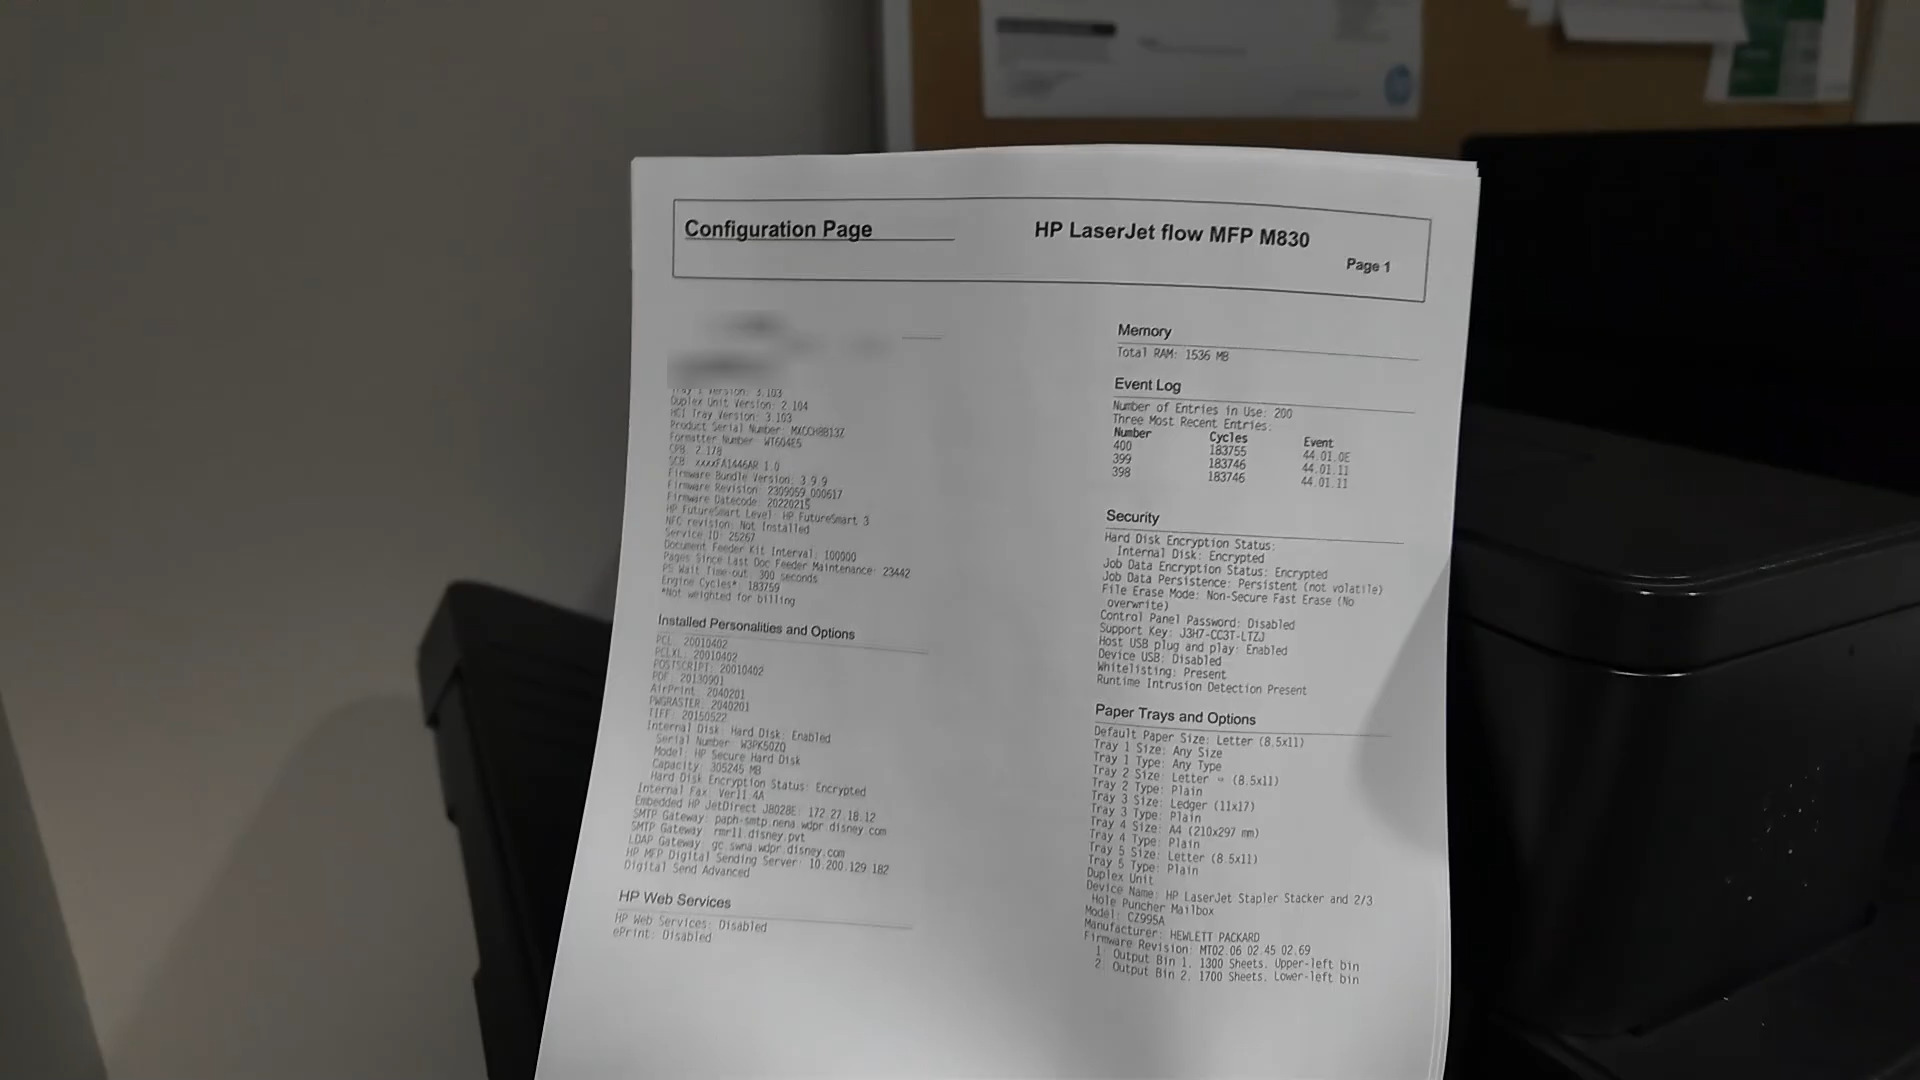 Configuration Page
HP LaserJet flow MFP M830
Page 1
Tray 2 Version: 3.103
Duplex Unit Version: 2.104
HCI Tray Version: 3.103
Product Serial Number: MXCCH8B13Z
Formatter Number: WT604E5
CPB: 2.178
SCB: xxxxFA1446AR 1.0
Firmware Bundle Version: 3.9.9
Firmware Revision: 2309059_000617
Firmware Datecode: 20220215
HP FutureSmart Level: HP FutureSmart 3
NFC revision: Not Installed
Service ID: 25267
Document Feeder Kit Interval: 100000
Pages Since Last Doc Feeder Maintenance: 23442
PS Wait Time-out: 300 seconds
Engine Cycles*: 183759
*Not weighted for billing
Installed Personalities and Options
PCL: 20010402
PCLXL: 20010402
POSTSCRIPT: 20010402
PDF: 20130901
AirPrint: 2040201
PWGRASTER: 2040201
TIFF: 20150522
Internal Disk: Hard Disk: Enabled
Serial Number: W3PK50ZQ
Model: HP Secure Hard Disk
Capacity: 305245 MB
Hard Disk Encryption Status: Encrypted
Internal Fax: Ver11.4A
Embedded HP JetDirect J8028E: 172.27.18.12
SMTP Gateway: paph-smtp.nena.wdpr.disney.com
SMTP Gateway: rmr11.disney.pvt
LDAP Gateway: gc.swna.wdpr.disney.com
HP MFP Digital Sending Server: 10.200.129.182
Digital Send Advanced
HP Web Services
HP Web Services: Disabled
ePrint: Disabled
Memory
Total RAM: 1536 MB
Event Log
Number of Entries in Use: 200
Three Most Recent Entries:
Number Cycles Event
400 183755 44.01.0E
399 183746 44.01.11
398 183746 44.01.11
Security
Hard Disk Encryption Status:
Internal Disk: Encrypted
Job Data Encryption Status: Encrypted
Job Data Persistence: Persistent (not volatile)
File Erase Mode: Non-Secure Fast Erase (No
overwrite)
Control Panel Password: Disabled
Support Key: J3H7-CC3T-LTZJ
Host USB plug and play: Enabled
Device USB: Disabled
Whitelisting: Present
Runtime Intrusion Detection Present
Paper Trays and Options
Default Paper Size: Letter (8.5x11)
Tray 1 Size: Any Size
Tray 1 Type: Any Type
Tray 2 Size: Letter (8.5x11)
Tray 2 Type: Plain
Tray 3 Size: Ledger (11x17)
Tray 3 Type: Plain
Tray 4 Size: A4 (210x297 mm)
Tray 4 Type: Plain
Tray 5 Size: Letter (8.5x11)
Tray 5 Type: Plain
Duplex Unit
Device Name: HP LaserJet Stapler Stacker and 2/3
Hole Puncher Mailbox
Model: CZ995A
Manufacturer: HEWLETT PACKARD
Firmware Revision: MT02.06 02.45 02.69
1. Output Bin 1. 1300 Sheets. Upper-left bin
2. Output Bin 2. 1700 Sheets. Lower-left bin